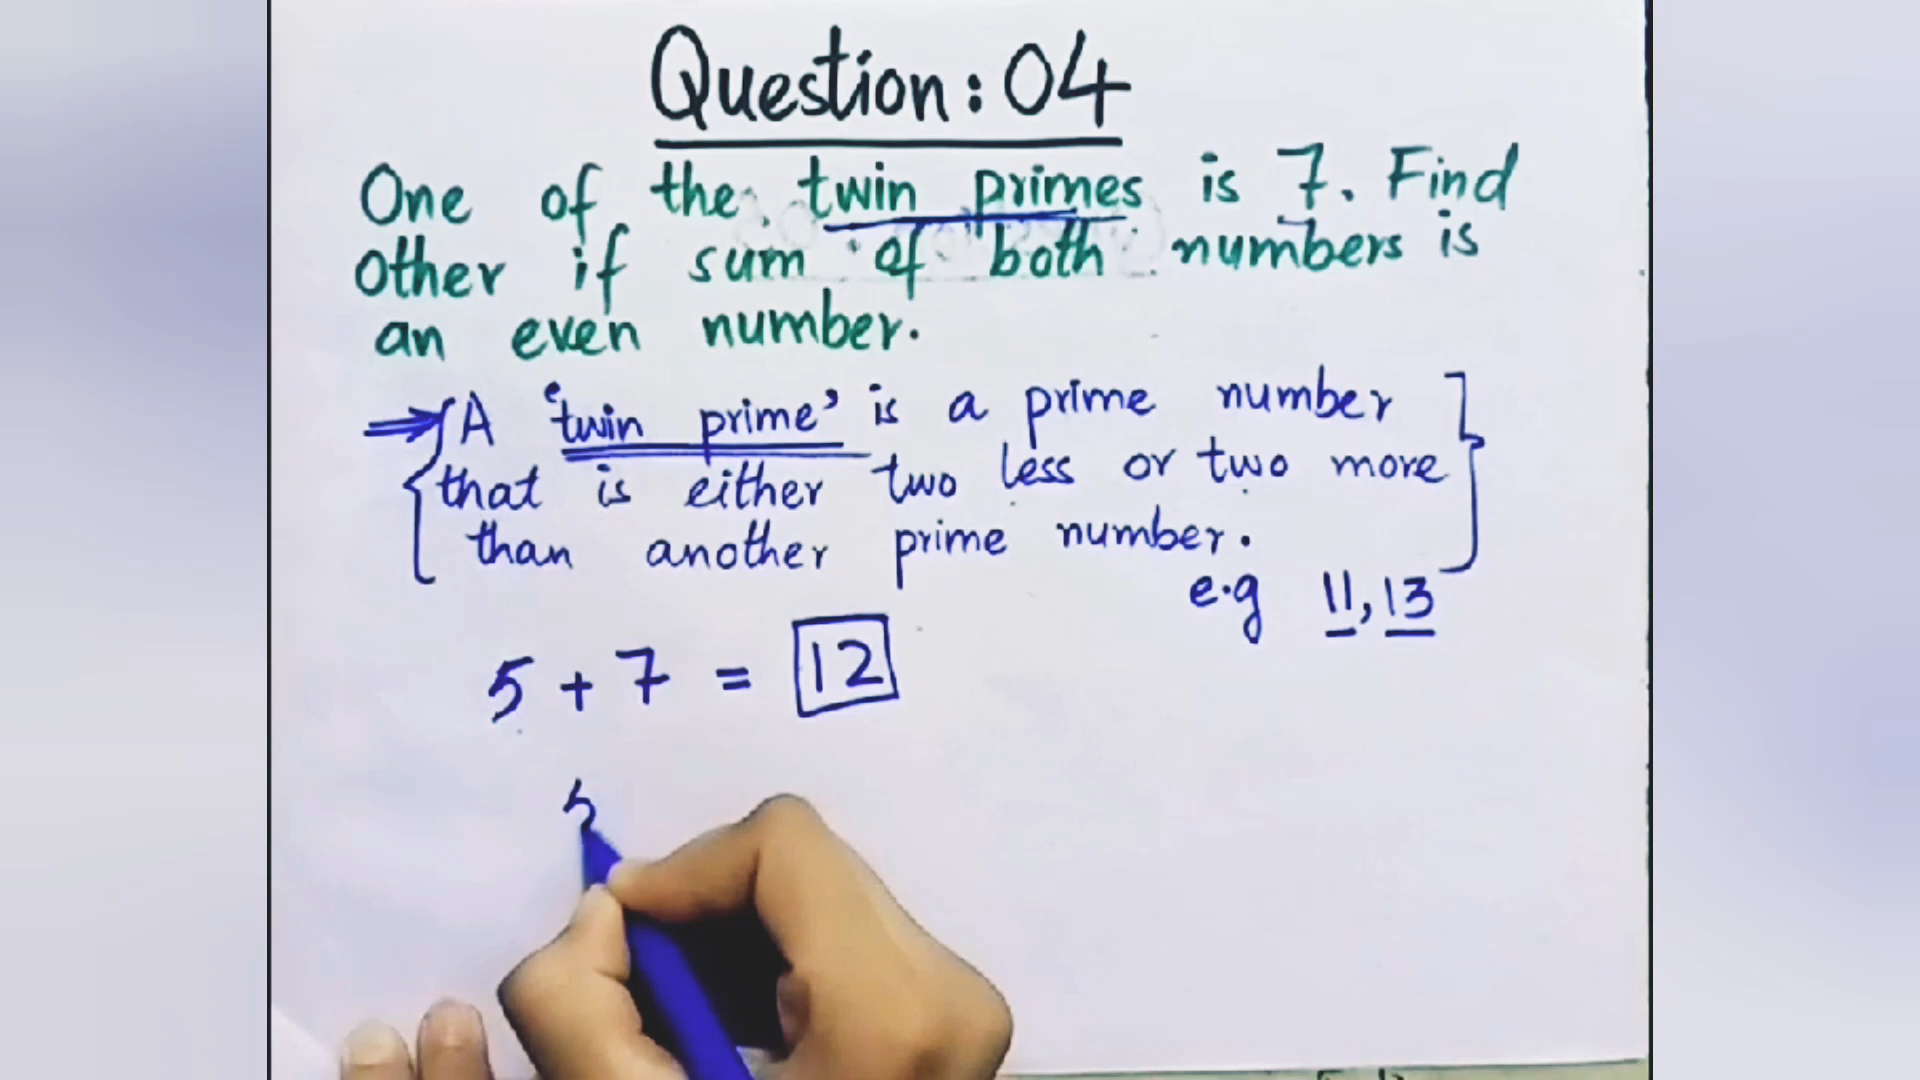 Question: 04
One of the twin primes is 7. Find
other if sum of both numbers is
an even number.
A 'twin prime' is a prime number
that is either two less or two more
than another prime number.
e.g 11, 13
5 + 7 = 12
5